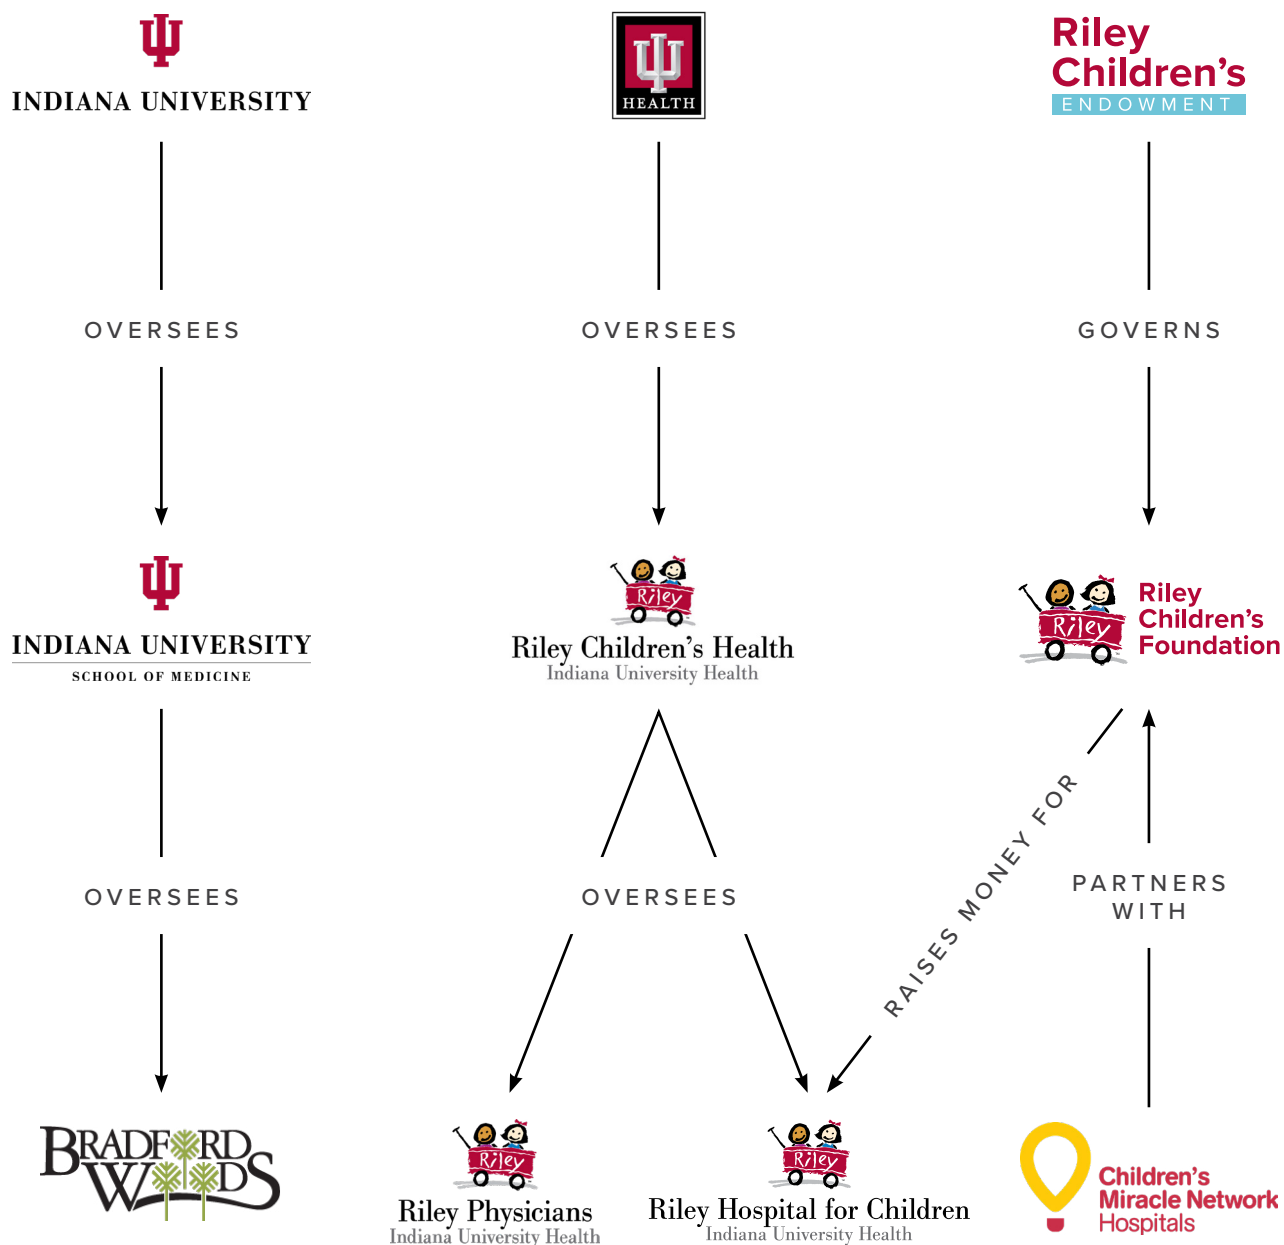 INDIANA UNIVERSITY
HEALTH
Riley
Children's
ENDOWMENT
OVERSEES
OVERSEES
GOVERNS
INDIANA UNIVERSITY
SCHOOL OF MEDICINE
Riley
Riley Children's Health
Indiana University Health
Riley
Riley
Children's
Foundation
OVERSEES
OVERSEES
RAISES MONEY FOR
PARTNERS
WITH
BRADFORD
WOODS
Riley
Riley Physicians
Indiana University Health
Riley
Riley Hospital for Children
Indiana University Health
Children's
Miracle Network
Hospitals